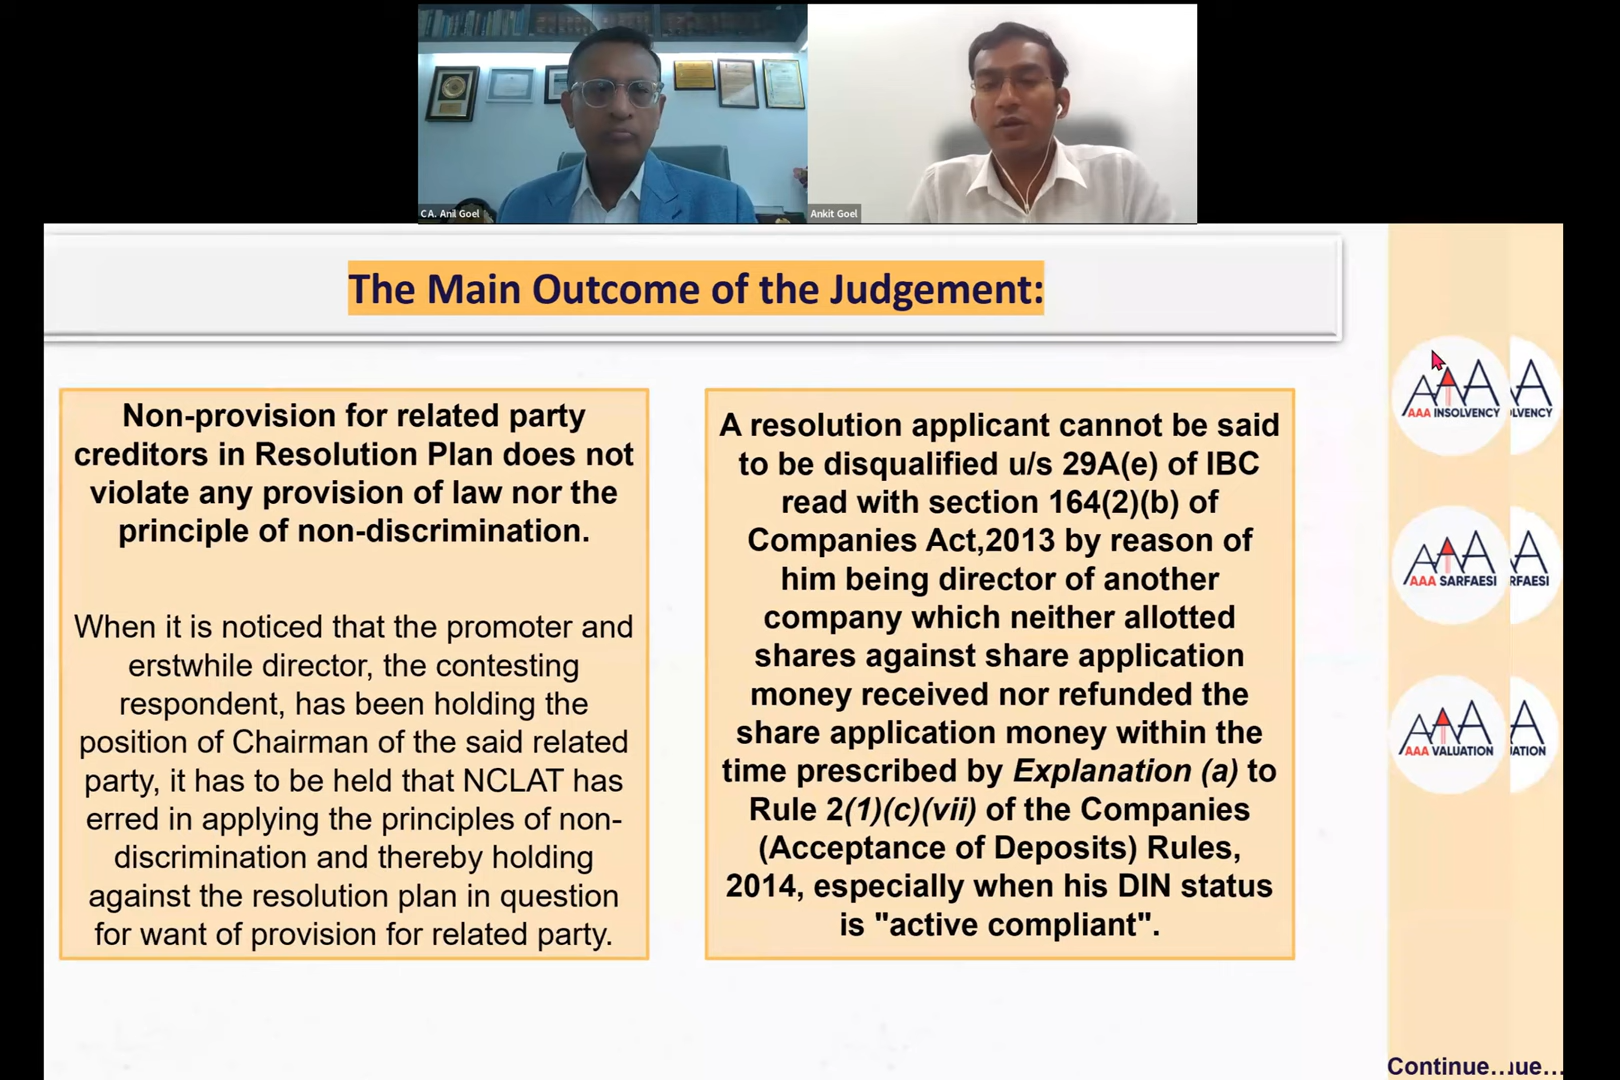 CA. Anil Goel
Ankit Goel
The Main Outcome of the Judgement:
Non-provision for related party
creditors in Resolution Plan does not
violate any provision of law nor the
principle of non-discrimination.
When it is noticed that the promoter and
erstwhile director, the contesting
respondent, has been holding the
position of Chairman of the said related
party, it has to be held that NCLAT has
erred in applying the principles of non-
discrimination and thereby holding
against the resolution plan in question
for want of provision for related party.
A resolution applicant cannot be said
to be disqualified u/s 29A(e) of IBC
read with section 164(2)(b) of
Companies Act,2013 by reason of
him being director of another
company which neither allotted
shares against share application
money received nor refunded the
share application money within the
time prescribed by Explanation (a) to
Rule 2(1)(c)(vii) of the Companies
(Acceptance of Deposits) Rules,
2014, especially when his DIN status
is "active compliant".
AAA
AAA INSOLVENCY
LVENCY
AAA
AAA SARFAESI
RFAESI
AAA
AAA VALUATION
ATION
Continue...ue...